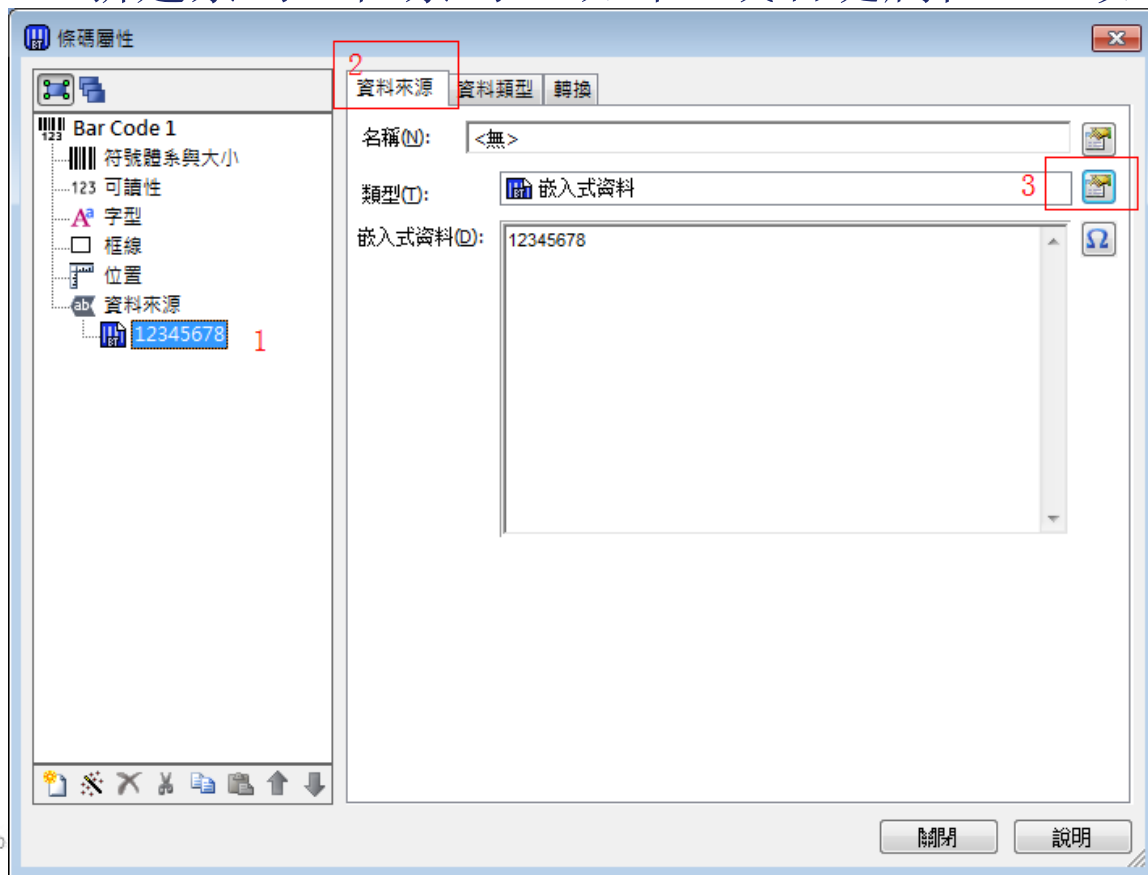 條碼屬性
2
資料來源 資料類型 轉換
Bar Code 1
符號體系與大小
123 可讀性
字型
框線
位置
資料來源
12345678
1
名稱(N): <無>
類型(T): 嵌入式資料
3
嵌入式資料(D): 12345678
關閉 說明